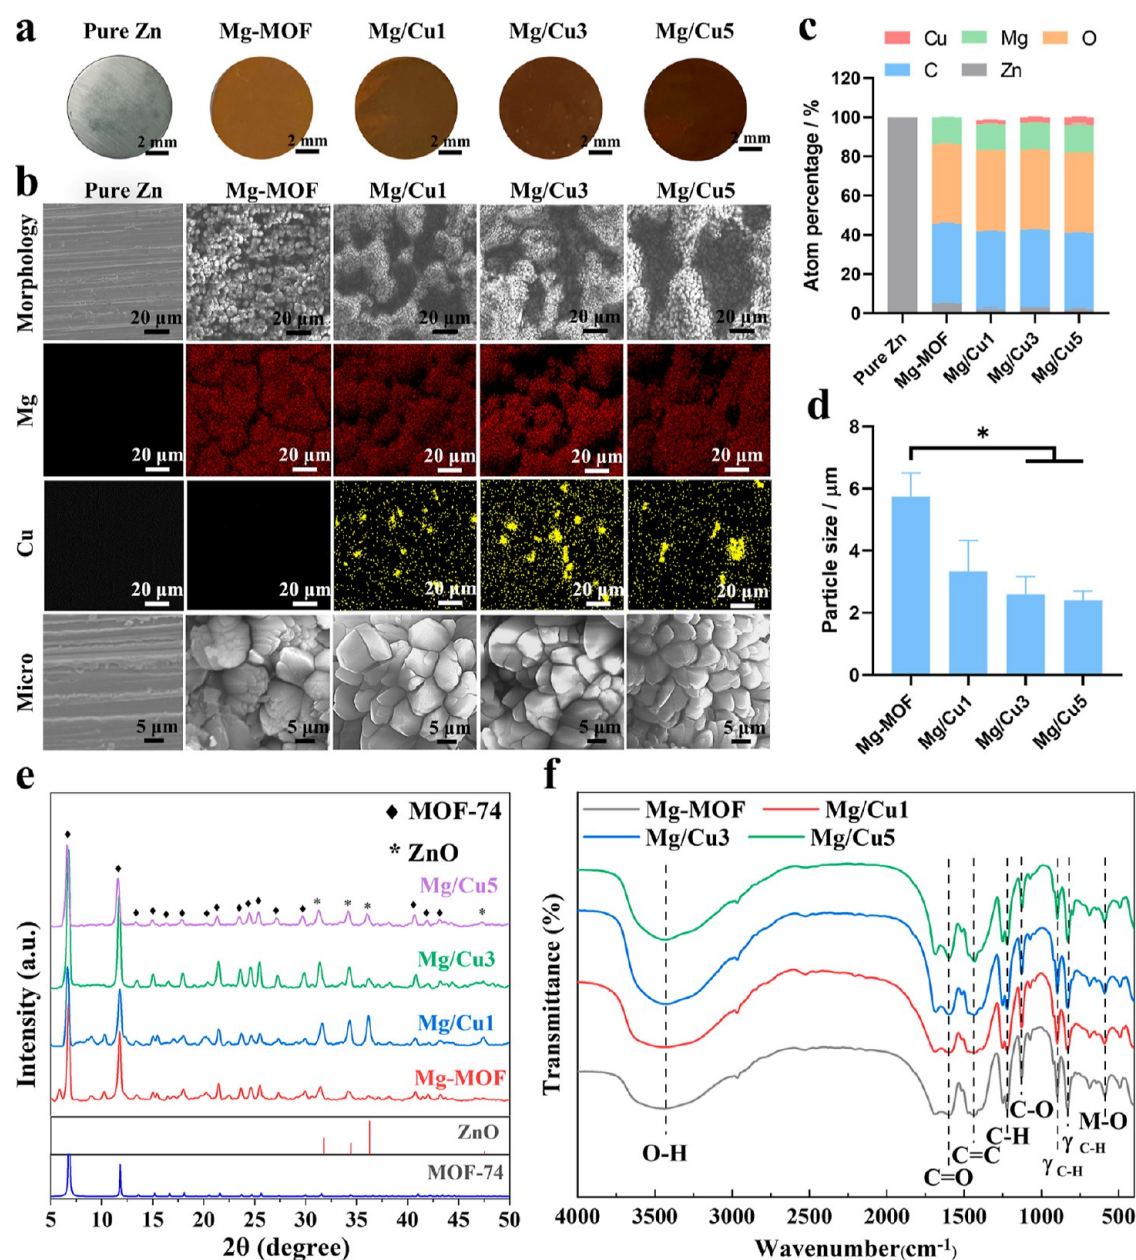 a
Pure Zn Mg-MOF Mg/Cu1 Mg/Cu3 Mg/Cu5
2 mm 2 mm 2 mm 2 mm 2 mm
b
Pure Zn Mg-MOF Mg/Cu1 Mg/Cu3 Mg/Cu5
Morphology
20 µm 20 µm 20 µm 20 µm 20 µm
Mg
20 µm 20 µm 20 µm 20 µm 20 µm
Cu
20 µm 20 µm 20 µm 20 µm 20 µm
Micro
5 µm 5 µm 5 µm 5 µm 5 µm
c
Cu Mg O
C Zn
Atom percentage / %
120
100
80
60
40
20
0
Pure Zn Mg-MOF Mg/Cu1 Mg/Cu3 Mg/Cu5
d
*
Particle size / µm
8
6
4
2
0
Mg-MOF Mg/Cu1 Mg/Cu3 Mg/Cu5
e
♦ MOF-74
* ZnO
Mg/Cu5
* * * *
Mg/Cu3
Mg/Cu1
Mg-MOF
ZnO
MOF-74
Intensity (a.u.)
5 10 15 20 25 30 35 40 45 50
2θ (degree)
f
Mg-MOF Mg/Cu1
Mg/Cu3 Mg/Cu5
Transmittance (%)
O-H
C=O
C=C
C-H
C-O
γ C-H
γ C-H
M-O
4000 3500 3000 2500 2000 1500 1000 500
Wavenumber(cm⁻¹)